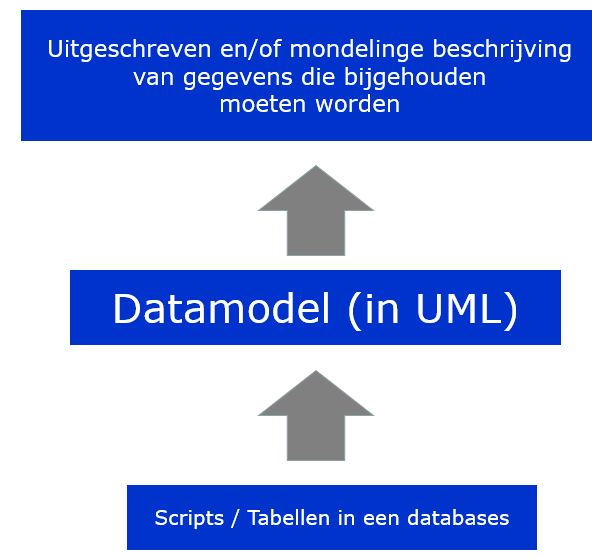 Uitgeschreven en/of mondelinge beschrijving
van gegevens die bijgehouden
moeten worden
Datamodel (in UML)
Scripts / Tabellen in een databases